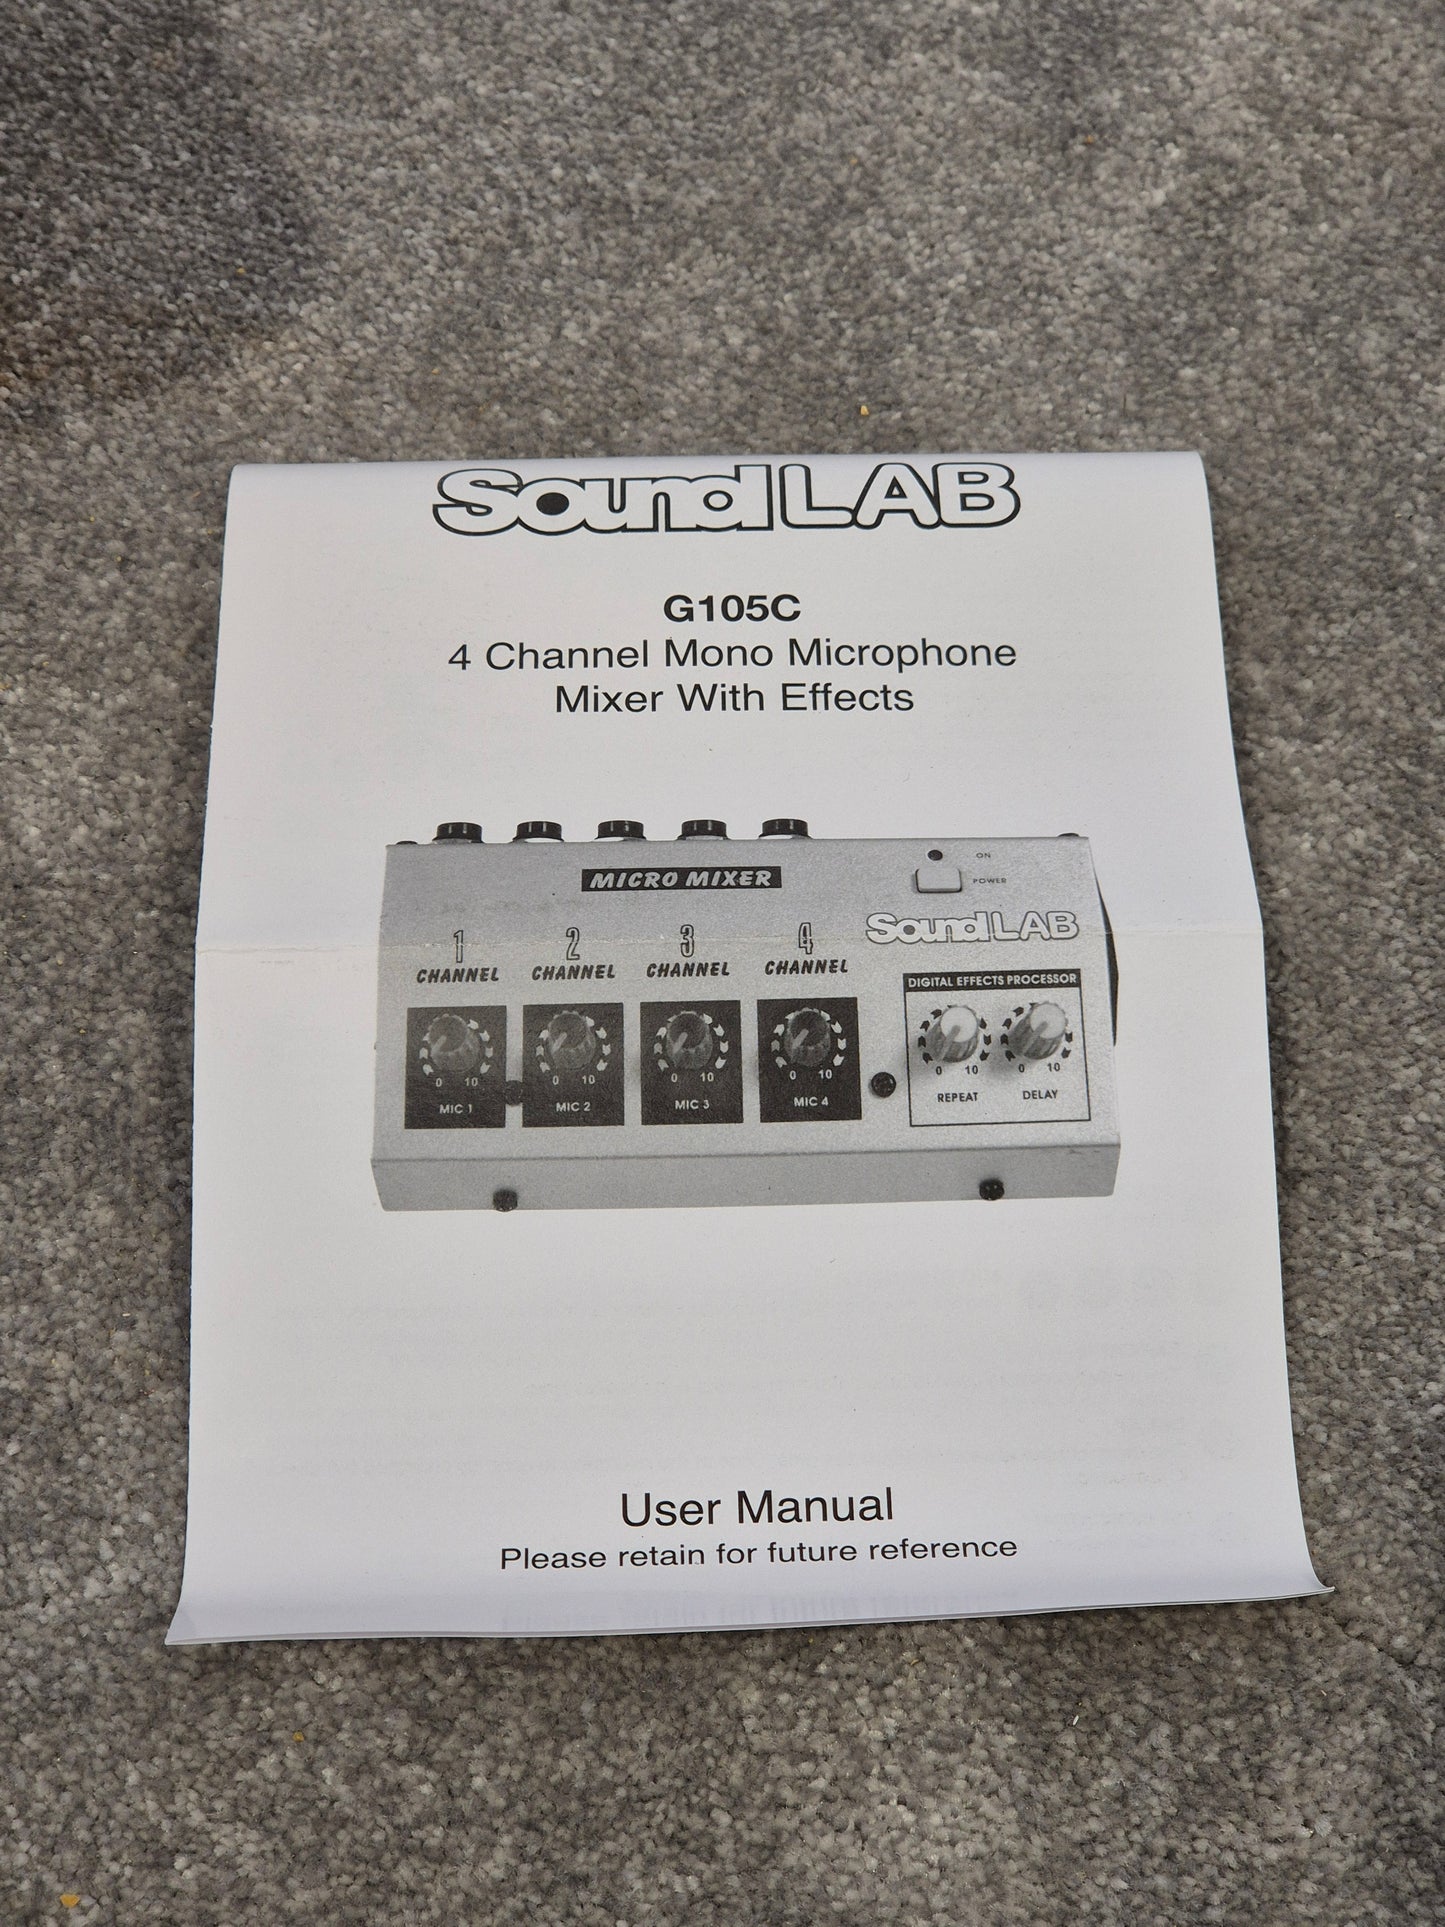 Sound LAB
G105C
4 Channel Mono Microphone
Mixer With Effects
MICRO MIXER
ON
POWER
Sound LAB
1 2 3 4
CHANNEL CHANNEL CHANNEL CHANNEL
DIGITAL EFFECTS PROCESSOR
0 10 0 10 0 10 0 10 0 10 0 10
MIC 1 MIC 2 MIC 3 MIC 4 REPEAT DELAY
User Manual
Please retain for future reference